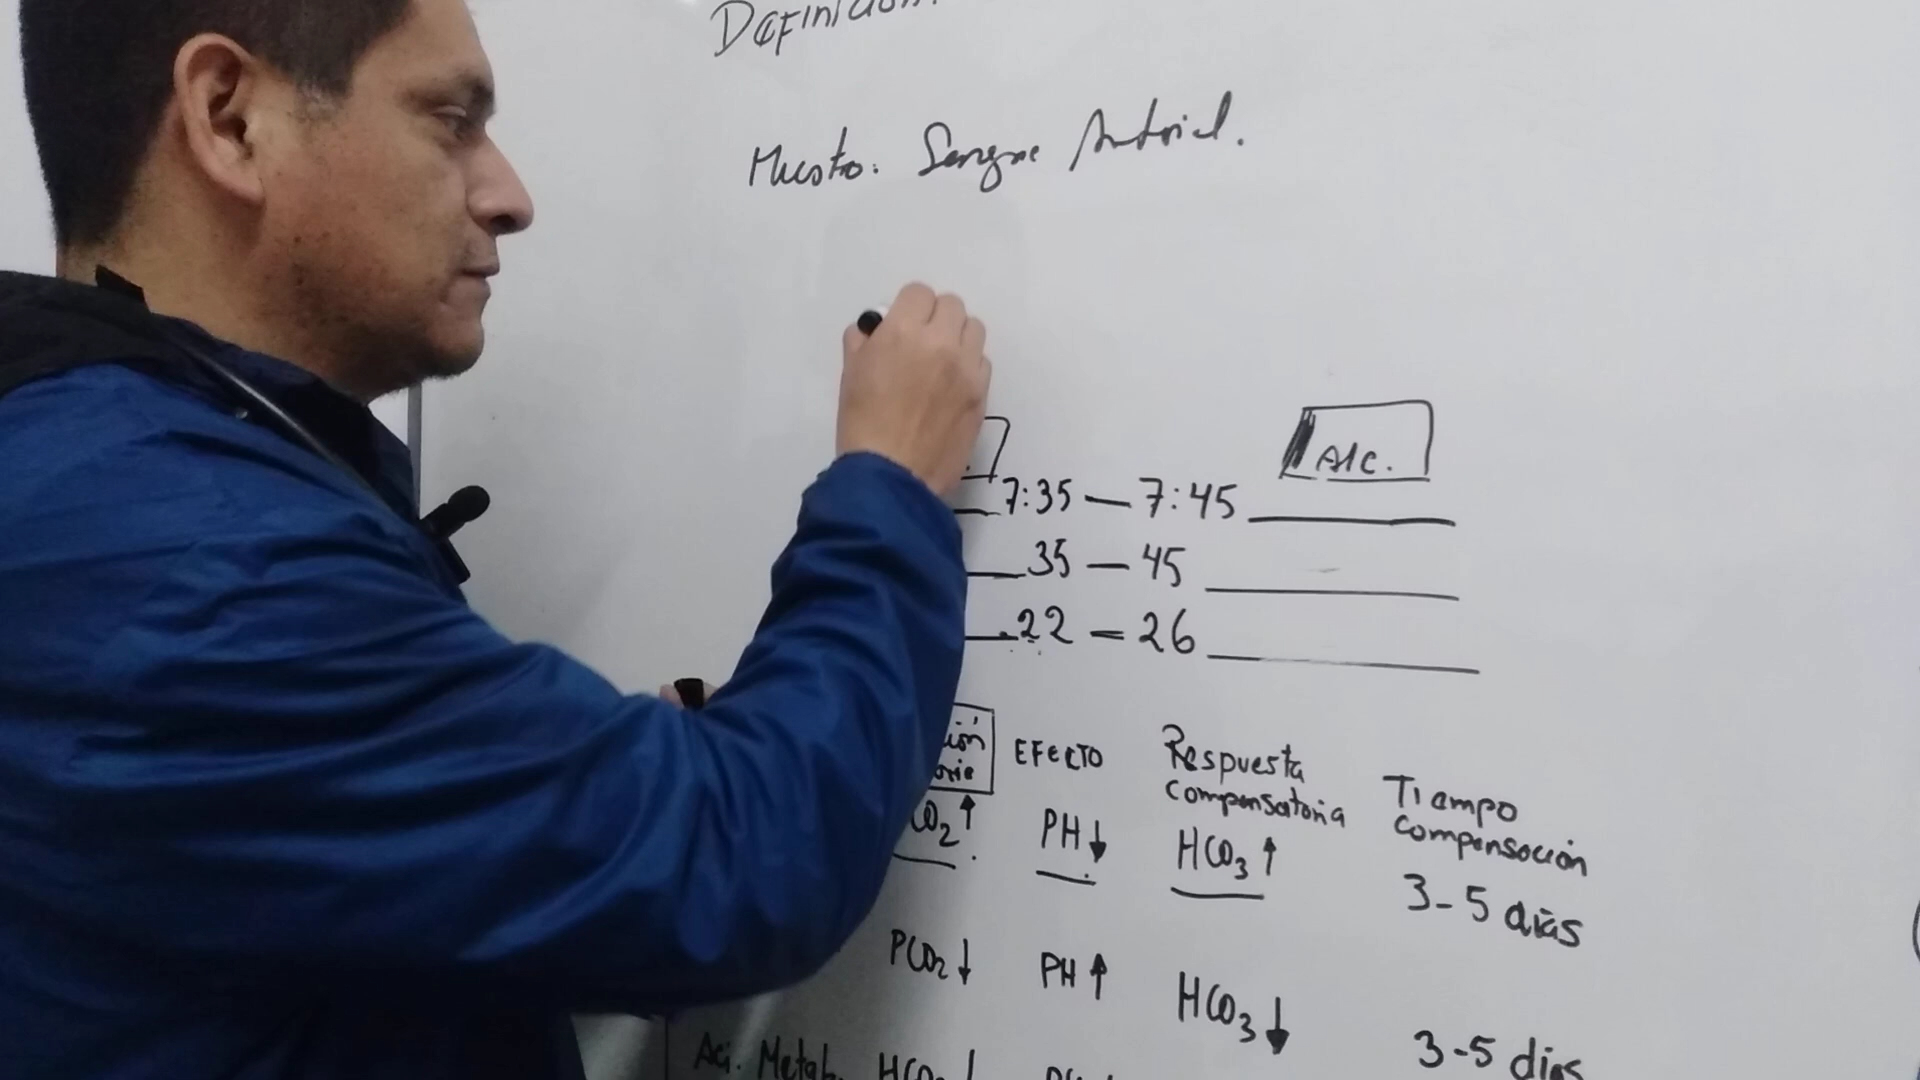 Definición.
Muestra: Sangre Arterial.
Alc.
7:35 — 7:45
35 — 45
22 = 26
EFECTO Respuesta compensatoria Tiempo compensación
CO2↑ PH↓ HCO3↑ 3-5 días
PCO2↓ PH↑ HCO3↓ 3-5 días
Aci. Metab.